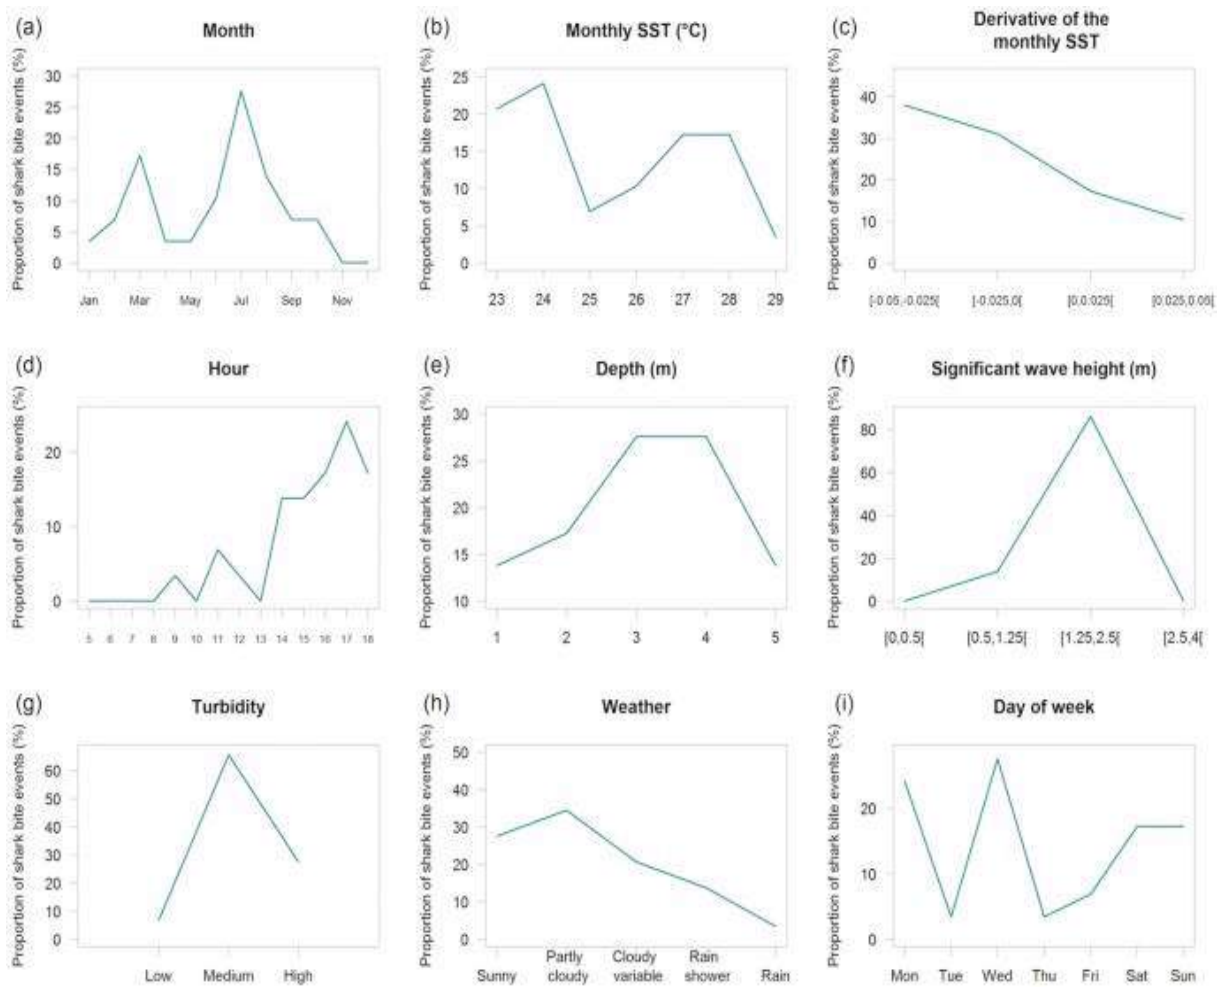 (a) Month
Proportion of shark bite events (%)
30
25
20
15
10
5
0
Jan Mar May Jul Sep Nov
(b) Monthly SST (°C)
Proportion of shark bite events (%)
25
20
15
10
5
0
23 24 25 26 27 28 29
(c) Derivative of the
monthly SST
Proportion of shark bite events (%)
40
30
20
10
0
[-0.05,-0.025[ [-0.025,0[ [0,0.025[ [0.025,0.05[
(d) Hour
Proportion of shark bite events (%)
20
10
0
5 6 7 8 9 10 11 12 13 14 15 16 17 18
(e) Depth (m)
Proportion of shark bite events (%)
30
25
20
15
10
1 2 3 4 5
(f) Significant wave height (m)
Proportion of shark bite events (%)
80
60
40
20
0
[0,0.5[ [0.5,1.25[ [1.25,2.5[ [2.5,4[
(g) Turbidity
Proportion of shark bite events (%)
60
50
40
30
20
10
0
Low Medium High
(h) Weather
Proportion of shark bite events (%)
50
40
30
20
10
0
Sunny Partly cloudy Cloudy variable Rain shower Rain
(i) Day of week
Proportion of shark bite events (%)
20
10
0
Mon Tue Wed Thu Fri Sat Sun